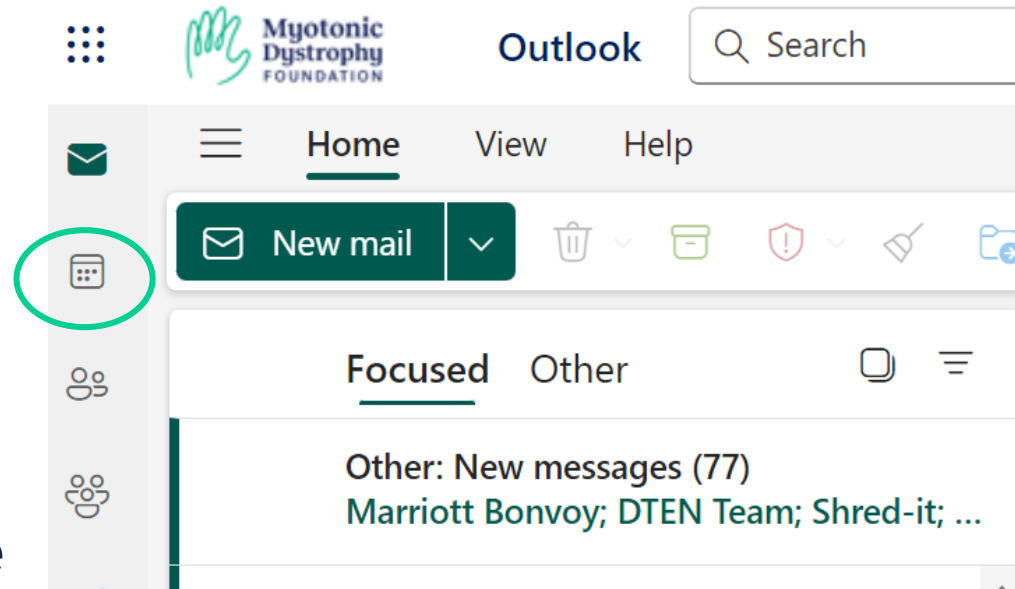 Myotonic
Dystrophy
FOUNDATION
Outlook
Search
Home View Help
New mail
Focused Other
Other: New messages (77)
Marriott Bonvoy; DTEN Team; Shred-it; ...
e